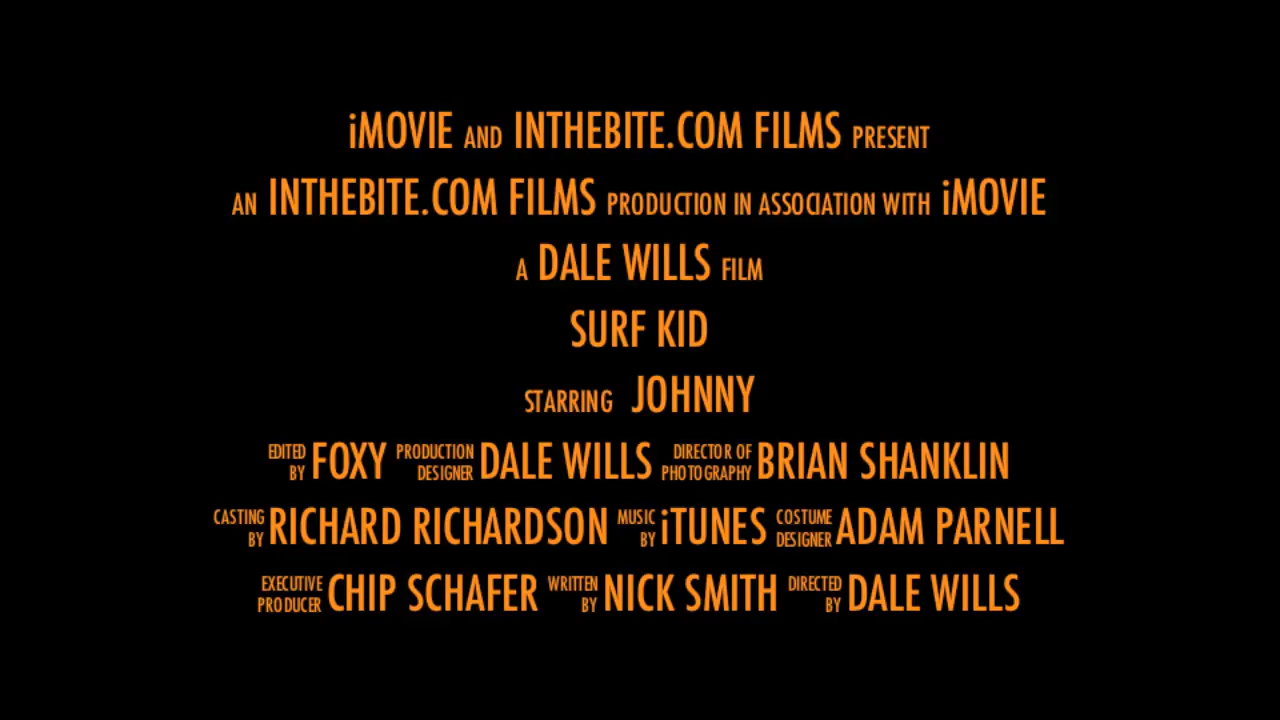 iMOVIE AND INTHEBITE.COM FILMS PRESENT
AN INTHEBITE.COM FILMS PRODUCTION IN ASSOCIATION WITH iMOVIE
A DALE WILLS FILM
SURF KID
STARRING JOHNNY
EDITED BY FOXY PRODUCTION DESIGNER DALE WILLS DIRECTOR OF PHOTOGRAPHY BRIAN SHANKLIN
CASTING BY RICHARD RICHARDSON MUSIC BY iTUNES COSTUME DESIGNER ADAM PARNELL
EXECUTIVE PRODUCER CHIP SCHAFER WRITTEN BY NICK SMITH DIRECTED BY DALE WILLS